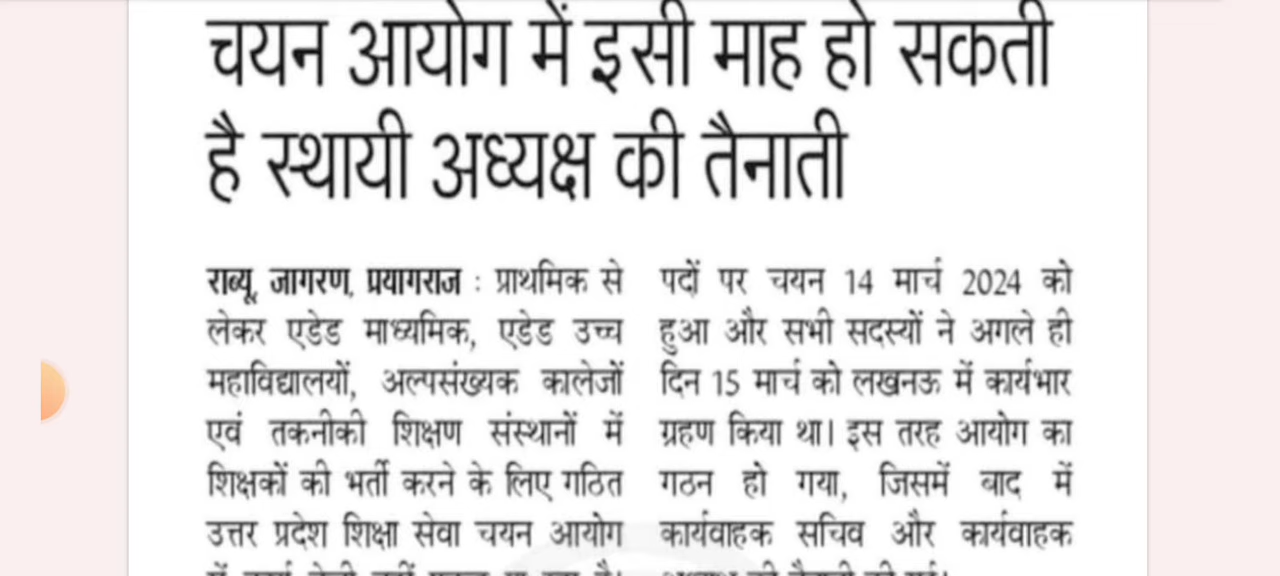 चयन आयोग में इसी माह हो सकती
है स्थायी अध्यक्ष की तैनाती
राब्यू, जागरण, प्रयागराज : प्राथमिक से
लेकर एडेड माध्यमिक, एडेड उच्च
महाविद्यालयों, अल्पसंख्यक कालेजों
एवं तकनीकी शिक्षण संस्थानों में
शिक्षकों की भर्ती करने के लिए गठित
उत्तर प्रदेश शिक्षा सेवा चयन आयोग
पदों पर चयन 14 मार्च 2024 को
हुआ और सभी सदस्यों ने अगले ही
दिन 15 मार्च को लखनऊ में कार्यभार
ग्रहण किया था। इस तरह आयोग का
गठन हो गया, जिसमें बाद में
कार्यवाहक सचिव और कार्यवाहक